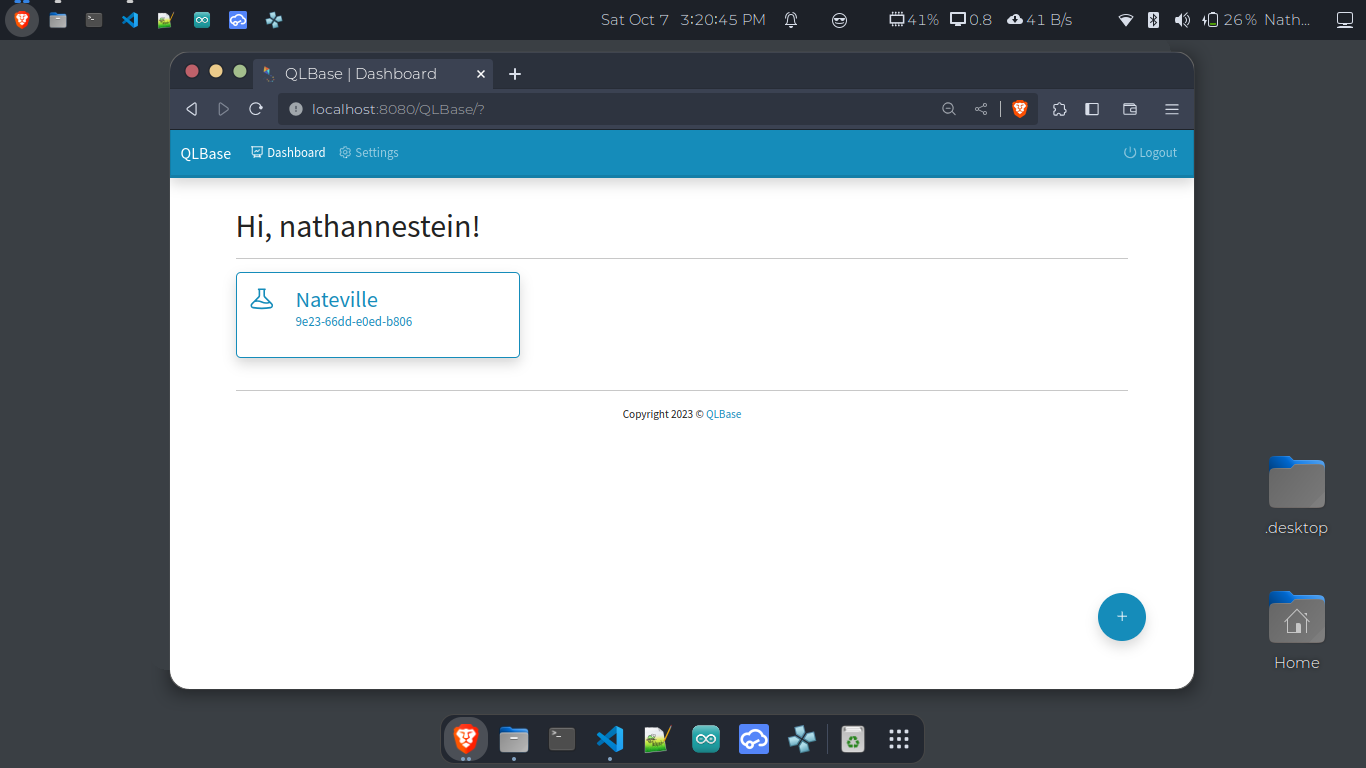 Sat Oct 7 3:20:45 PM 41% 0.8 41 B/s 26% Nath...
QLBase | Dashboard
localhost:8080/QLBase/?
QLBase Dashboard Settings Logout
Hi, nathannestein!
Nateville
9e23-66dd-e0ed-b806
Copyright 2023 © QLBase
.desktop
+
Home